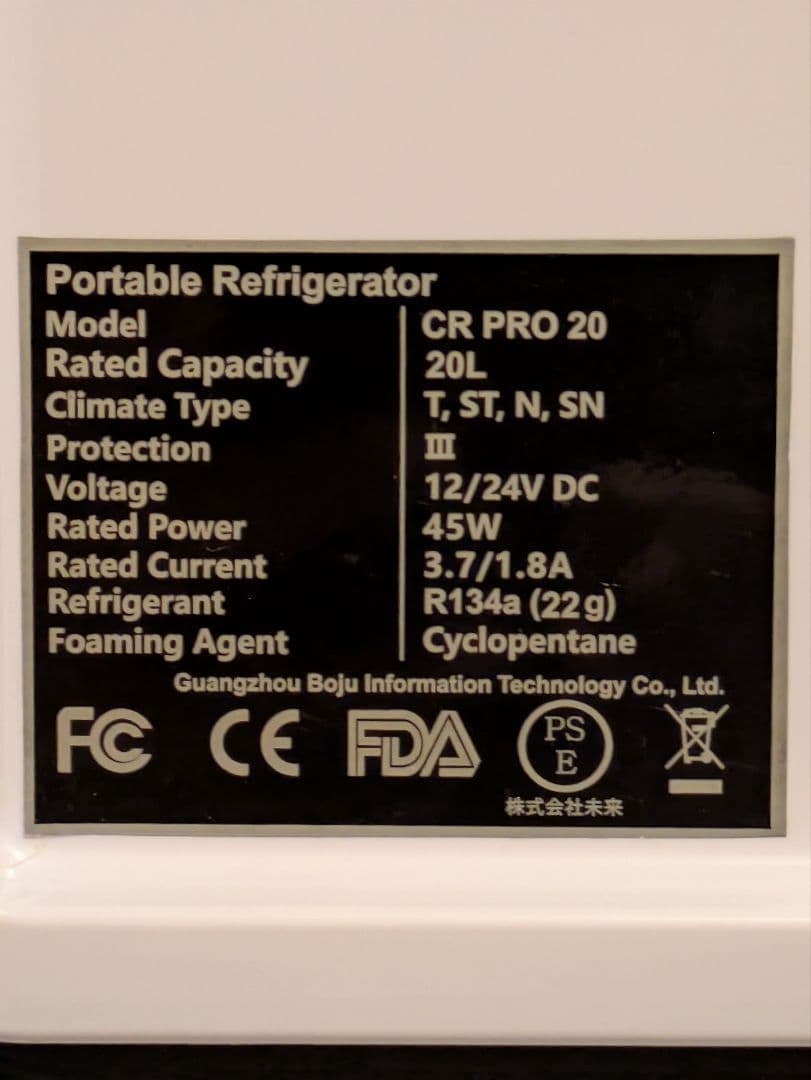 Portable Refrigerator
Model CR PRO 20
Rated Capacity 20L
Climate Type T, ST, N, SN
Protection III
Voltage 12/24V DC
Rated Power 45W
Rated Current 3.7/1.8A
Refrigerant R134a (22g)
Foaming Agent Cyclopentane
Guangzhou Boju Information Technology Co., Ltd.
FC CE FDA PS E
株式会社未来